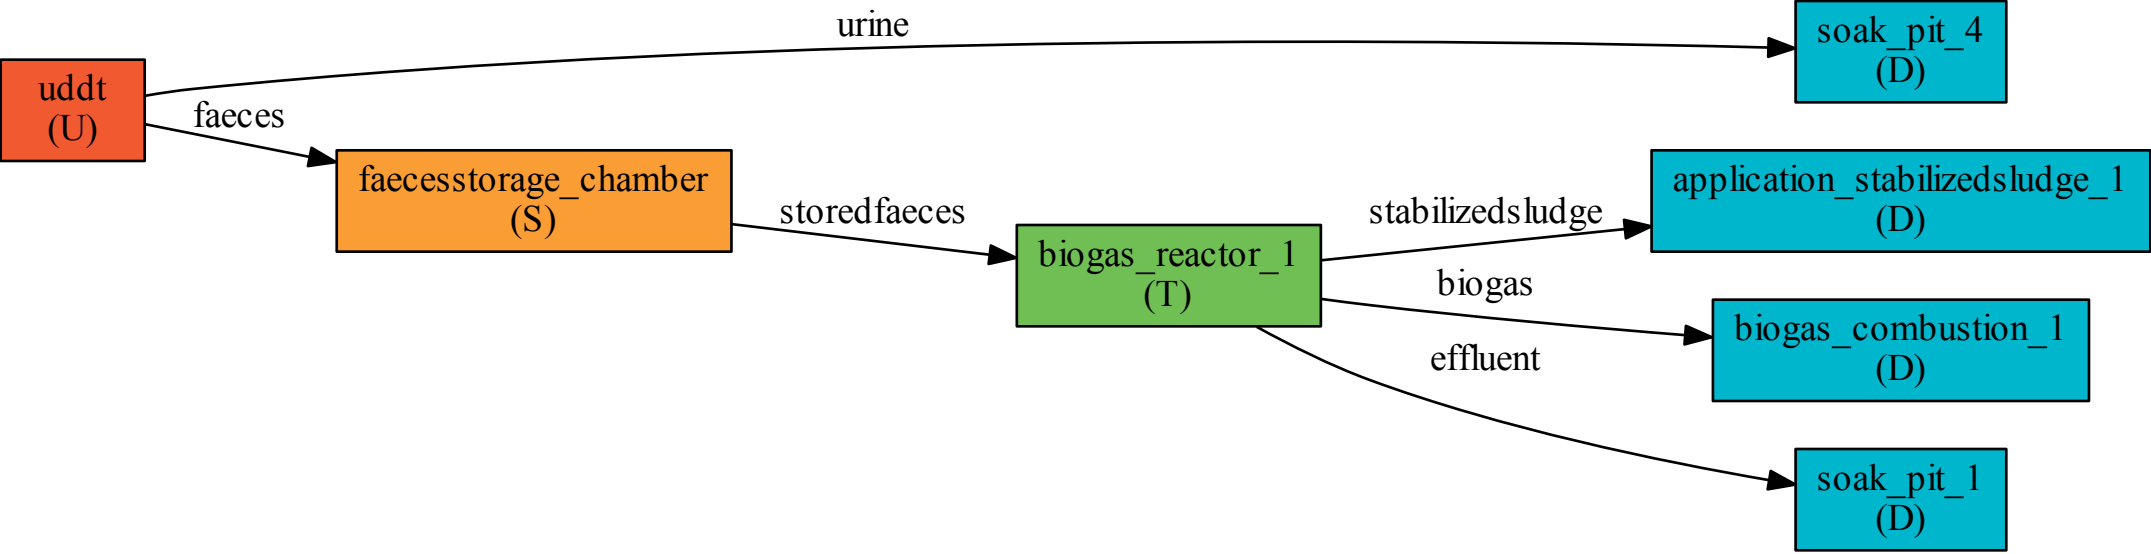 urine
soak_pit_4
(D)
uddt
(U)
faeces
faecesstorage_chamber
(S)
storedfaeces
biogas_reactor_1
(T)
stabilizedsludge
application_stabilizedsludge_1
(D)
biogas
biogas_combustion_1
(D)
effluent
soak_pit_1
(D)